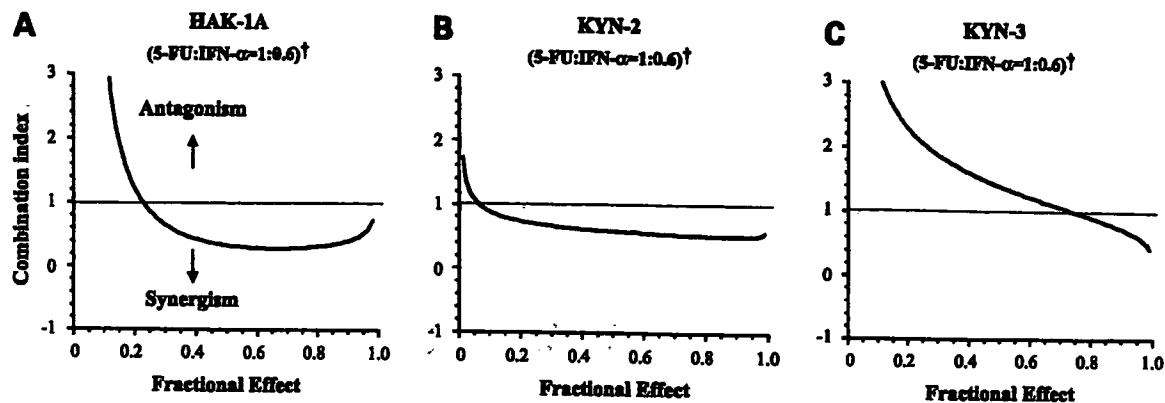 A
HAK-1A
(5-FU:IFN-α=1:0.6)†
3
2
1
0
-1
Combination index
Antagonism
Synergism
0 0.2 0.4 0.6 0.8 1.0
Fractional Effect
B
KYN-2
(5-FU:IFN-α=1:0.6)†
3
2
1
0
-1
0 0.2 0.4 0.6 0.8 1.0
Fractional Effect
C
KYN-3
(5-FU:IFN-α=1:0.6)†
3
2
1
0
-1
0 0.2 0.4 0.6 0.8 1.0
Fractional Effect